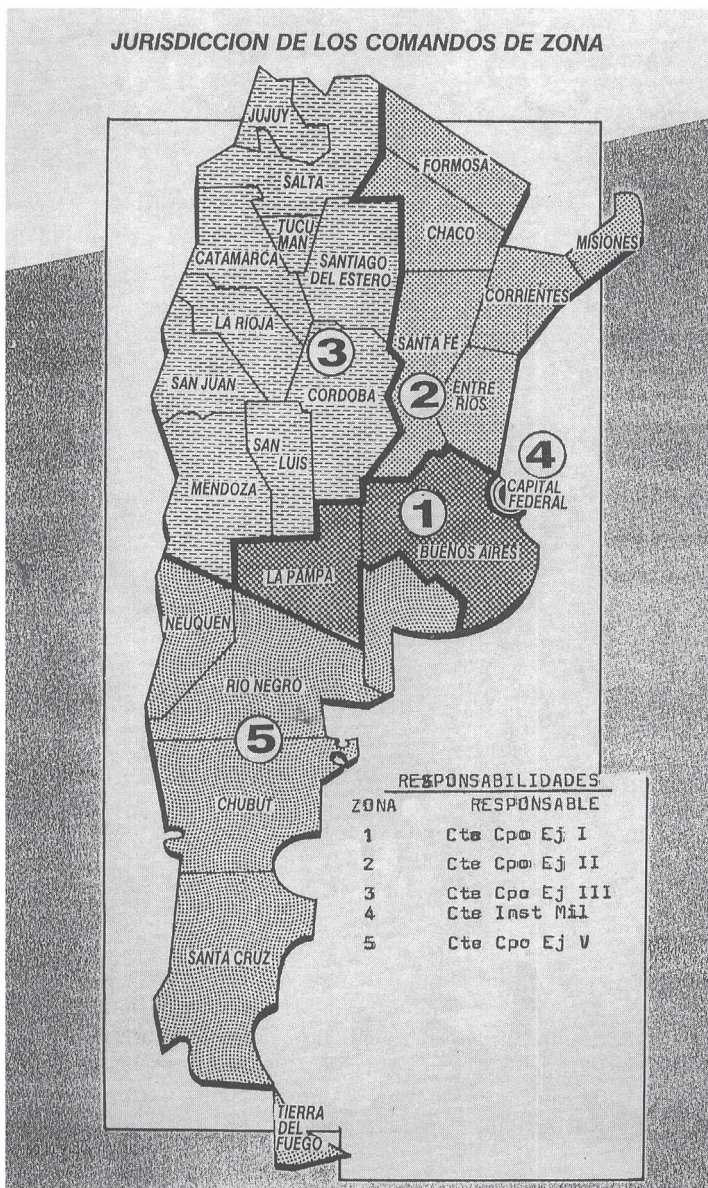 JURISDICCION DE LOS COMANDOS DE ZONA
JUJUY
FORMOSA
SALTA
CHACO
MISIONES
TUCU
MAN
CATAMARCA
SANTIAGO
DEL ESTERO
CORRIENTES
LA RIOJA
SANTA FÉ
3
SAN JUAN
CORDOBA
2
ENTRE
RIOS
SAN
LUIS
4
MENDOZA
CAPITAL
FEDERAL
1
BUENOS AIRES
LA PAMPA
NEUQUEN
RIO NEGRO
5
CHUBUT
RESPONSABILIDADES
ZONA RESPONSABLE
1 Cte Cpo Ej I
2 Cte Cpo Ej II
3 Cte Cpo Ej III
4 Cte Inst Mil
5 Cte Cpo Ej V
SANTA CRUZ
TIERRA
DEL
FUEGO